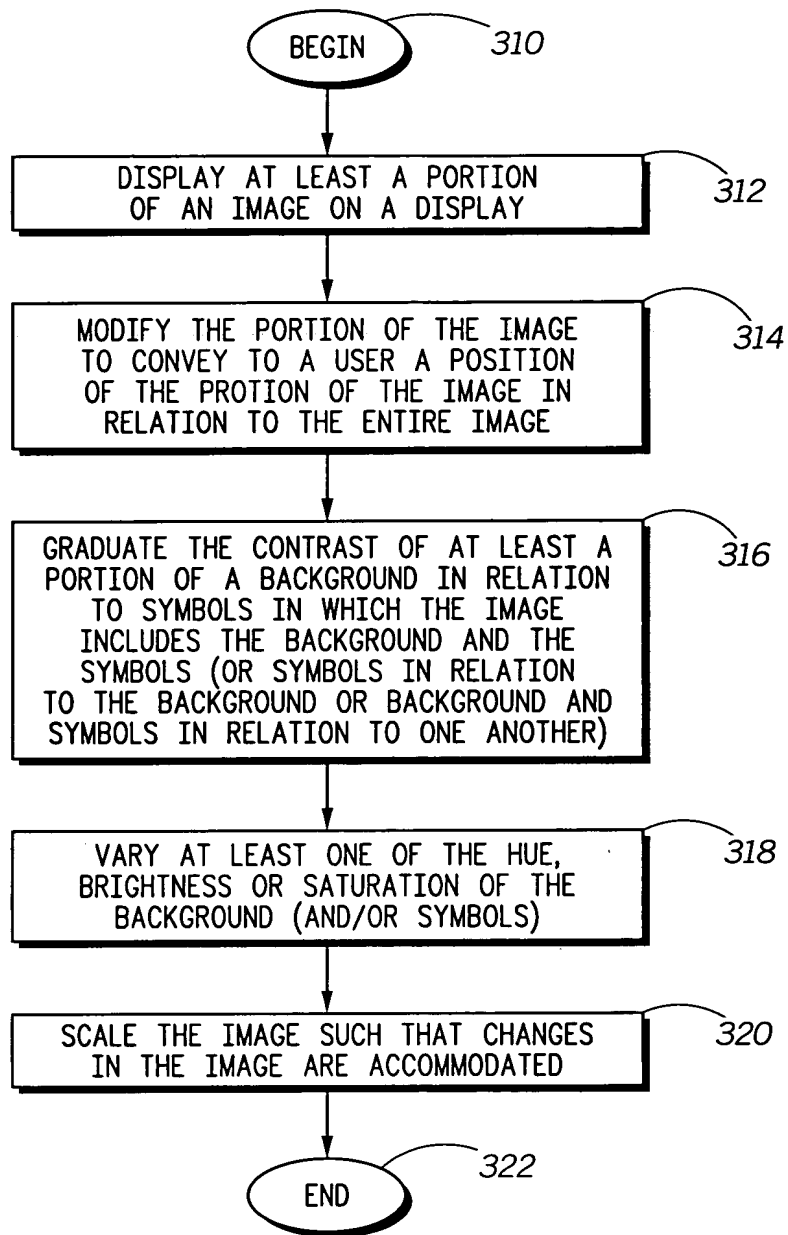 BEGIN
310
DISPLAY AT LEAST A PORTION
OF AN IMAGE ON A DISPLAY
312
MODIFY THE PORTION OF THE IMAGE
TO CONVEY TO A USER A POSITION
OF THE PROTION OF THE IMAGE IN
RELATION TO THE ENTIRE IMAGE
314
GRADUATE THE CONTRAST OF AT LEAST A
PORTION OF A BACKGROUND IN RELATION
TO SYMBOLS IN WHICH THE IMAGE
INCLUDES THE BACKGROUND AND THE
SYMBOLS (OR SYMBOLS IN RELATION
TO THE BACKGROUND OR BACKGROUND AND
SYMBOLS IN RELATION TO ONE ANOTHER)
316
VARY AT LEAST ONE OF THE HUE,
BRIGHTNESS OR SATURATION OF THE
BACKGROUND (AND/OR SYMBOLS)
318
SCALE THE IMAGE SUCH THAT CHANGES
IN THE IMAGE ARE ACCOMMODATED
320
END
322